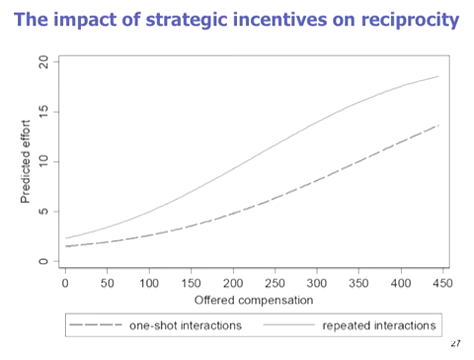 The impact of strategic incentives on reciprocity
20
15
10
5
0
Predicted effort
0 50 100 150 200 250 300 350 400 450
Offered compensation
one-shot interactions repeated interactions
27